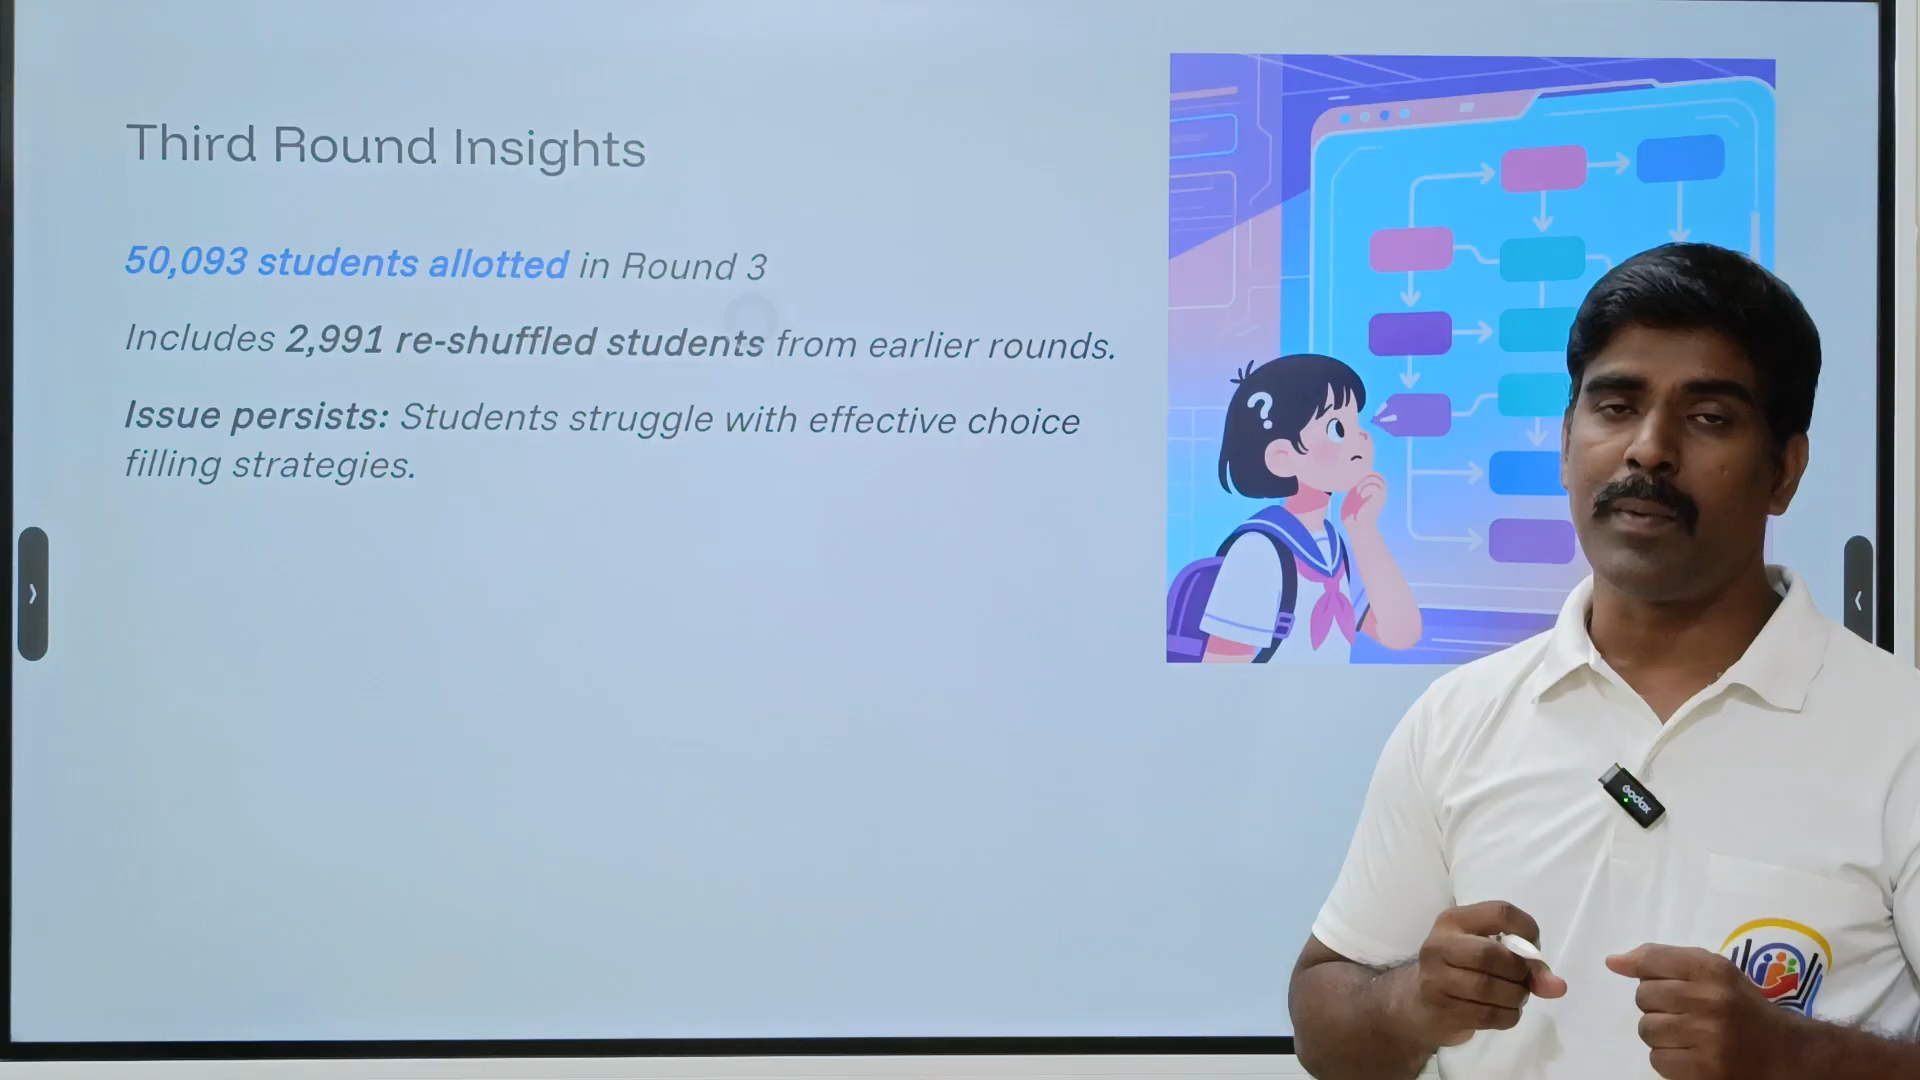 Third Round Insights
50,093 students allotted in Round 3
Includes 2,991 re-shuffled students from earlier rounds.
Issue persists: Students struggle with effective choice
filling strategies.
?
Godox